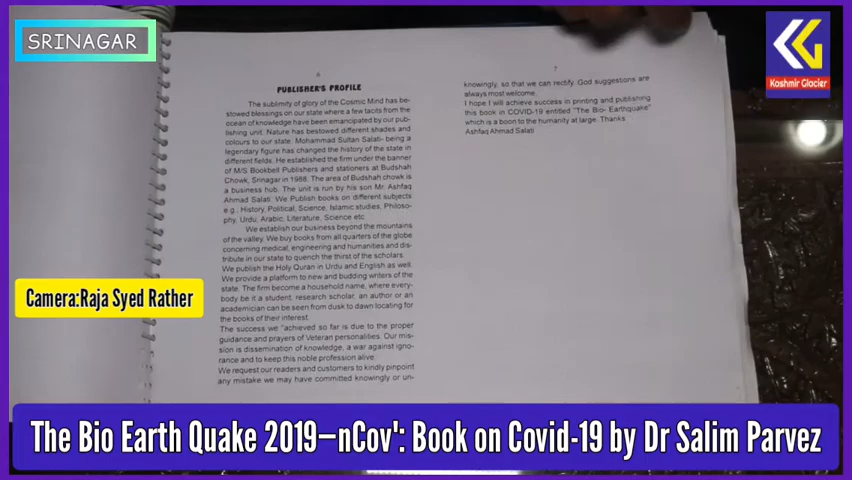 SRINAGAR
Kashmir Glacier
6
PUBLISHER'S PROFILE
The sublimity of glory of the Cosmic Mind has be-
stowed blessings on our state where a few tacits from the
ocean of knowledge have been emancipated by our pub-
lishing unit. Nature has bestowed different shades and
colours to our state. Mohammad Sultan Salati- being a
legendary figure has changed the history of the state in
different fields. He established the firm under the banner
of M/S Bookbell Publishers and stationers at Budshah
Chowk, Srinagar in 1988. The area of Budshah chowk is
a business hub. The unit is run by his son Mr. Ashfaq
Ahmad Salati. We Publish books on different subjects
e.g.; History, Political, Science, Islamic studies, Philoso-
phy, Urdu, Arabic, Literature, Science etc
We establish our business beyond the mountains
of the valley. We buy books from all quarters of the globe
concerning medical, engineering and humanities and dis-
tribute in our state to quench the thirst of the scholars.
We publish the Holy Quran in Urdu and English as well.
We provide a platform to new and budding writers of the
state. The firm become a household name, where every-
body be it a student, research scholar, an author or an
academician can be seen from dusk to dawn locating for
the books of their interest.
The success we "achieved so far is due to the proper
guidance and prayers of Veteran personalities. Our mis-
sion is dissemination of knowledge, a war against igno-
rance and to keep this noble profession alive.
We request our readers and customers to kindly pinpoint
any mistake we may have committed knowingly or un-
7
knowingly, so that we can rectify. God suggestions are
always most welcome.
I hope I will achieve success in printing and publishing
this book in COVID-19 entitled "The Bio- Earthquake"
which is a boon to the humanity at large. Thanks
Ashfaq Ahmad Salati
Camera:Raja Syed Rather
The Bio Earth Quake 2019–nCov': Book on Covid-19 by Dr Salim Parvez